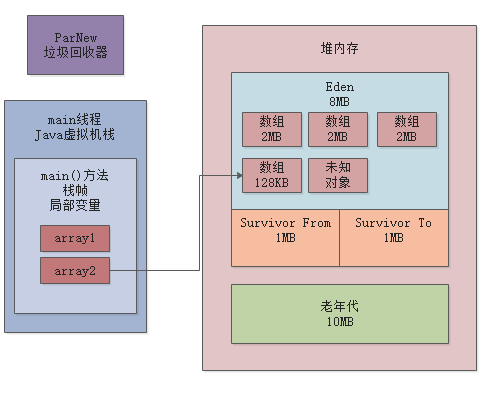 ParNew
垃圾回收器
main线程
Java虚拟机栈
main()方法
栈帧
局部变量
array1
array2
堆内存
Eden
8MB
数组
2MB
数组
2MB
数组
2MB
数组
128KB
未知
对象
Survivor From
1MB
Survivor To
1MB
老年代
10MB